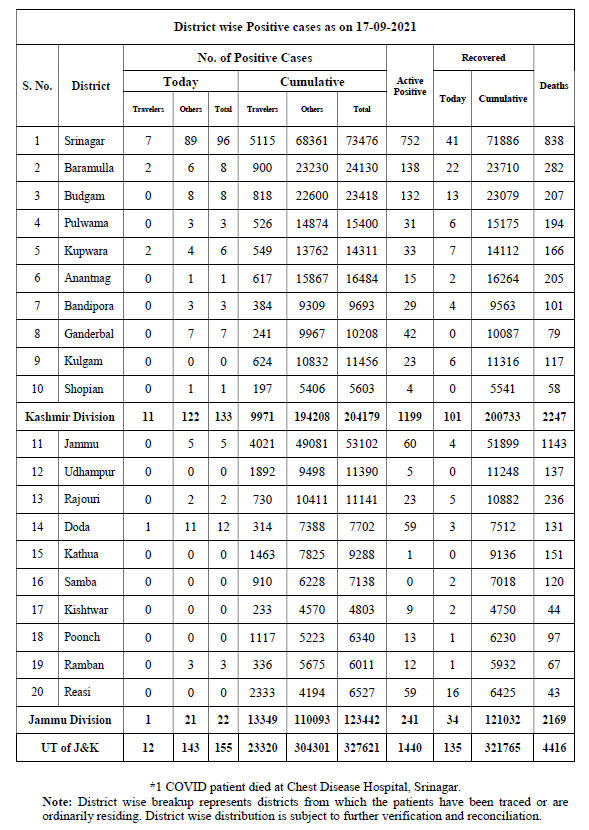 District wise Positive cases as on 17-09-2021
S. No. District No. of Positive Cases Active Positive Recovered Deaths
Today Cumulative Today Cumulative
Travelers Others Total Travelers Others Total
1 Srinagar 7 89 96 5115 68361 73476 752 41 71886 838
2 Baramulla 2 6 8 900 23230 24130 138 22 23710 282
3 Budgam 0 8 8 818 22600 23418 132 13 23079 207
4 Pulwama 0 3 3 526 14874 15400 31 6 15175 194
5 Kupwara 2 4 6 549 13762 14311 33 7 14112 166
6 Anantnag 0 1 1 617 15867 16484 15 2 16264 205
7 Bandipora 0 3 3 384 9309 9693 29 4 9563 101
8 Ganderbal 0 7 7 241 9967 10208 42 0 10087 79
9 Kulgam 0 0 0 624 10832 11456 23 6 11316 117
10 Shopian 0 1 1 197 5406 5603 4 0 5541 58
Kashmir Division 11 122 133 9971 194208 204179 1199 101 200733 2247
11 Jammu 0 5 5 4021 49081 53102 60 4 51899 1143
12 Udhampur 0 0 0 1892 9498 11390 5 0 11248 137
13 Rajouri 0 2 2 730 10411 11141 23 5 10882 236
14 Doda 1 11 12 314 7388 7702 59 3 7512 131
15 Kathua 0 0 0 1463 7825 9288 1 0 9136 151
16 Samba 0 0 0 910 6228 7138 0 2 7018 120
17 Kishtwar 0 0 0 233 4570 4803 9 2 4750 44
18 Poonch 0 0 0 1117 5223 6340 13 1 6230 97
19 Ramban 0 3 3 336 5675 6011 12 1 5932 67
20 Reasi 0 0 0 2333 4194 6527 59 16 6425 43
Jammu Division 1 21 22 13349 110093 123442 241 34 121032 2169
UT of J&K 12 143 155 23320 304301 327621 1440 135 321765 4416
*1 COVID patient died at Chest Disease Hospital, Srinagar.
Note: District wise breakup represents districts from which the patients have been traced or are
ordinarily residing. District wise distribution is subject to further verification and reconciliation.